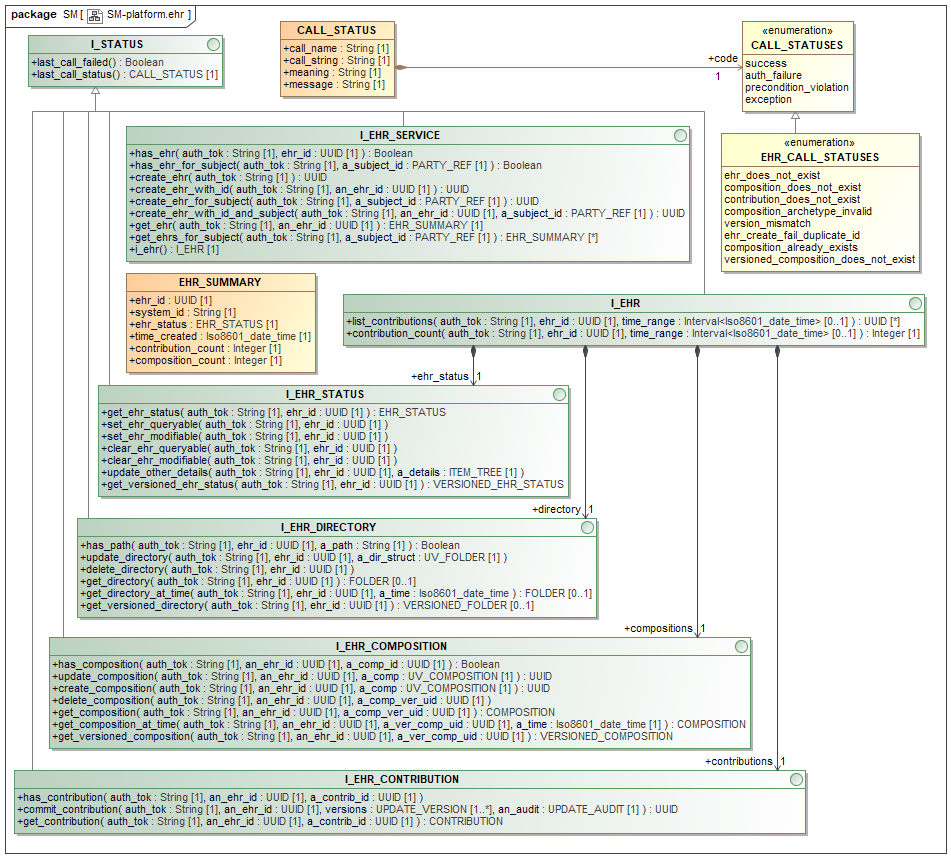 package SM [ SM-platform.ehr ]
I_STATUS
+last_call_failed() : Boolean
+last_call_status() : CALL_STATUS [1]
CALL_STATUS
+call_name : String [1]
+call_string : String [1]
+meaning : String [1]
+message : String [1]
+code
1
«enumeration»
CALL_STATUSES
success
auth_failure
precondition_violation
exception
«enumeration»
EHR_CALL_STATUSES
ehr_does_not_exist
composition_does_not_exist
contribution_does_not_exist
composition_archetype_invalid
version_mismatch
ehr_create_fail_duplicate_id
composition_already_exists
versioned_composition_does_not_exist
I_EHR_SERVICE
+has_ehr( auth_tok : String [1], ehr_id : UUID [1] ) : Boolean
+has_ehr_for_subject( auth_tok : String [1], a_subject_id : PARTY_REF [1] ) : Boolean
+create_ehr( auth_tok : String [1] ) : UUID
+create_ehr_with_id( auth_tok : String [1], an_ehr_id : UUID [1] ) : UUID
+create_ehr_for_subject( auth_tok : String [1], a_subject_id : PARTY_REF [1] ) : UUID
+create_ehr_with_id_and_subject( auth_tok : String [1], an_ehr_id : UUID [1], a_subject_id : PARTY_REF [1] ) : UUID
+get_ehr( auth_tok : String [1], an_ehr_id : UUID [1] ) : EHR_SUMMARY [1]
+get_ehrs_for_subject( auth_tok : String [1], a_subject_id : PARTY_REF [1] ) : EHR_SUMMARY [*]
+i_ehr() : I_EHR [1]
EHR_SUMMARY
+ehr_id : UUID [1]
+system_id : String [1]
+ehr_status : EHR_STATUS [1]
+time_created : Iso8601_date_time [1]
+contribution_count : Integer [1]
+composition_count : Integer [1]
I_EHR
+list_contributions( auth_tok : String [1], ehr_id : UUID [1], time_range : Interval<Iso8601_date_time> [0..1] ) : UUID [*]
+contribution_count( auth_tok : String [1], ehr_id : UUID [1], time_range : Interval<Iso8601_date_time> [0..1] ) : Integer [1]
+ehr_status 1
I_EHR_STATUS
+get_ehr_status( auth_tok : String [1], ehr_id : UUID [1] ) : EHR_STATUS
+set_ehr_queryable( auth_tok : String [1], ehr_id : UUID [1] )
+set_ehr_modifiable( auth_tok : String [1], ehr_id : UUID [1] )
+clear_ehr_queryable( auth_tok : String [1], ehr_id : UUID [1] )
+clear_ehr_modifiable( auth_tok : String [1], ehr_id : UUID [1] )
+update_other_details( auth_tok : String [1], ehr_id : UUID [1], a_details : ITEM_TREE [1] )
+get_versioned_ehr_status( auth_tok : String [1], ehr_id : UUID [1] ) : VERSIONED_EHR_STATUS
+directory 1
I_EHR_DIRECTORY
+has_path( auth_tok : String [1], ehr_id : UUID [1], a_path : String [1] ) : Boolean
+update_directory( auth_tok : String [1], ehr_id : UUID [1], a_dir_struct : UV_FOLDER [1] )
+delete_directory( auth_tok : String [1], ehr_id : UUID [1] )
+get_directory( auth_tok : String [1], ehr_id : UUID [1] ) : FOLDER [0..1]
+get_directory_at_time( auth_tok : String [1], ehr_id : UUID [1], a_time : Iso8601_date_time ) : FOLDER [0..1]
+get_versioned_directory( auth_tok : String [1], ehr_id : UUID [1] ) : VERSIONED_FOLDER [0..1]
+compositions 1
I_EHR_COMPOSITION
+has_composition( auth_tok : String [1], an_ehr_id : UUID [1], a_comp_id : UUID [1] ) : Boolean
+update_composition( auth_tok : String [1], an_ehr_id : UUID [1], a_comp : UV_COMPOSITION [1] ) : UUID
+create_composition( auth_tok : String [1], an_ehr_id : UUID [1], a_comp : UV_COMPOSITION [1] ) : UUID
+delete_composition( auth_tok : String [1], an_ehr_id : UUID [1], a_comp_ver_uid : UUID [1] )
+get_composition( auth_tok : String [1], an_ehr_id : UUID [1], a_comp_ver_uid : UUID [1] ) : COMPOSITION
+get_composition_at_time( auth_tok : String [1], an_ehr_id : UUID [1], a_ver_comp_uid : UUID [1], a_time : Iso8601_date_time [1] ) : COMPOSITION
+get_versioned_composition( auth_tok : String [1], an_ehr_id : UUID [1], a_ver_comp_uid : UUID [1] ) : VERSIONED_COMPOSITION
+contributions 1
I_EHR_CONTRIBUTION
+has_contribution( auth_tok : String [1], an_ehr_id : UUID [1], a_contrib_id : UUID [1] )
+commit_contribution( auth_tok : String [1], an_ehr_id : UUID [1], versions : UPDATE_VERSION [1..*], an_audit : UPDATE_AUDIT [1] ) : UUID
+get_contribution( auth_tok : String [1], an_ehr_id : UUID [1], a_contrib_id : UUID [1] ) : CONTRIBUTION